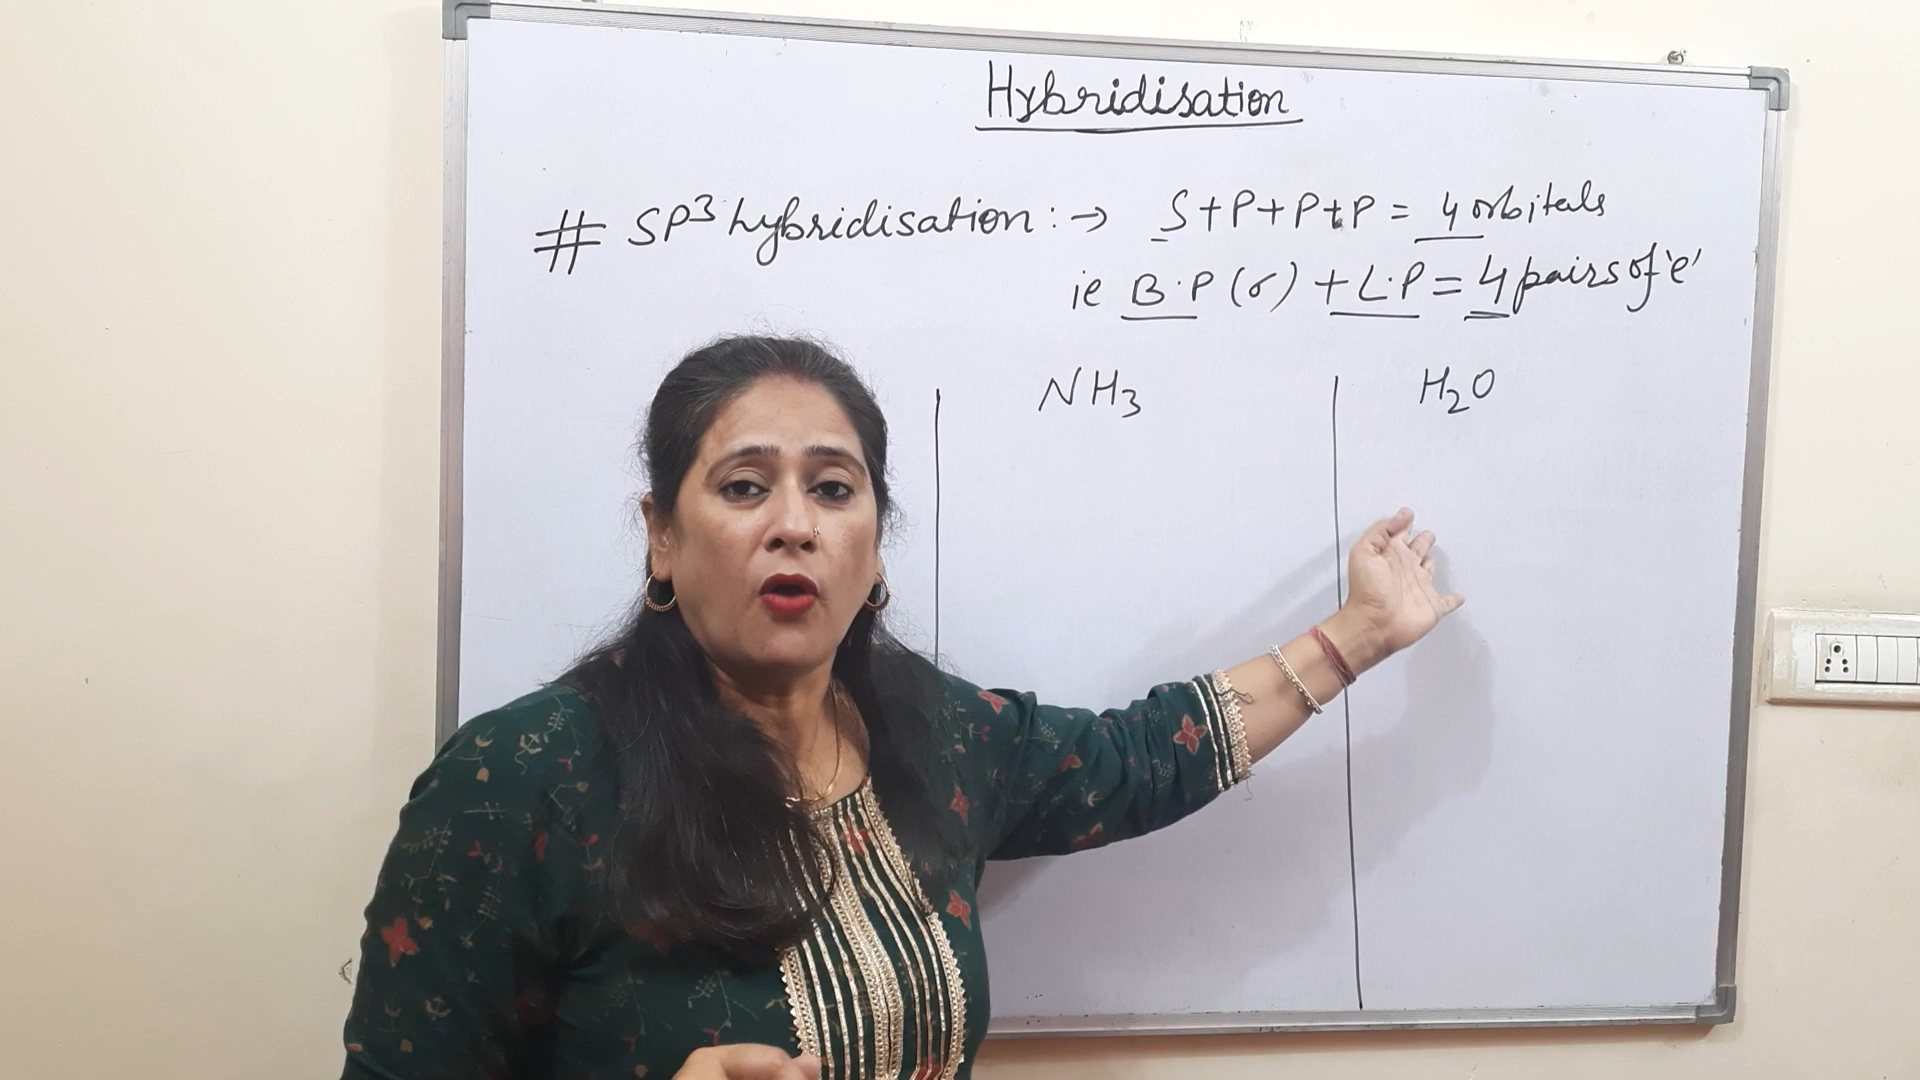 Hybridisation
# SP³ hybridisation :→ S+P+P+P = 4 orbitals
ie B.P (σ) + L.P = 4 pairs of 'e'
NH₃ H₂O